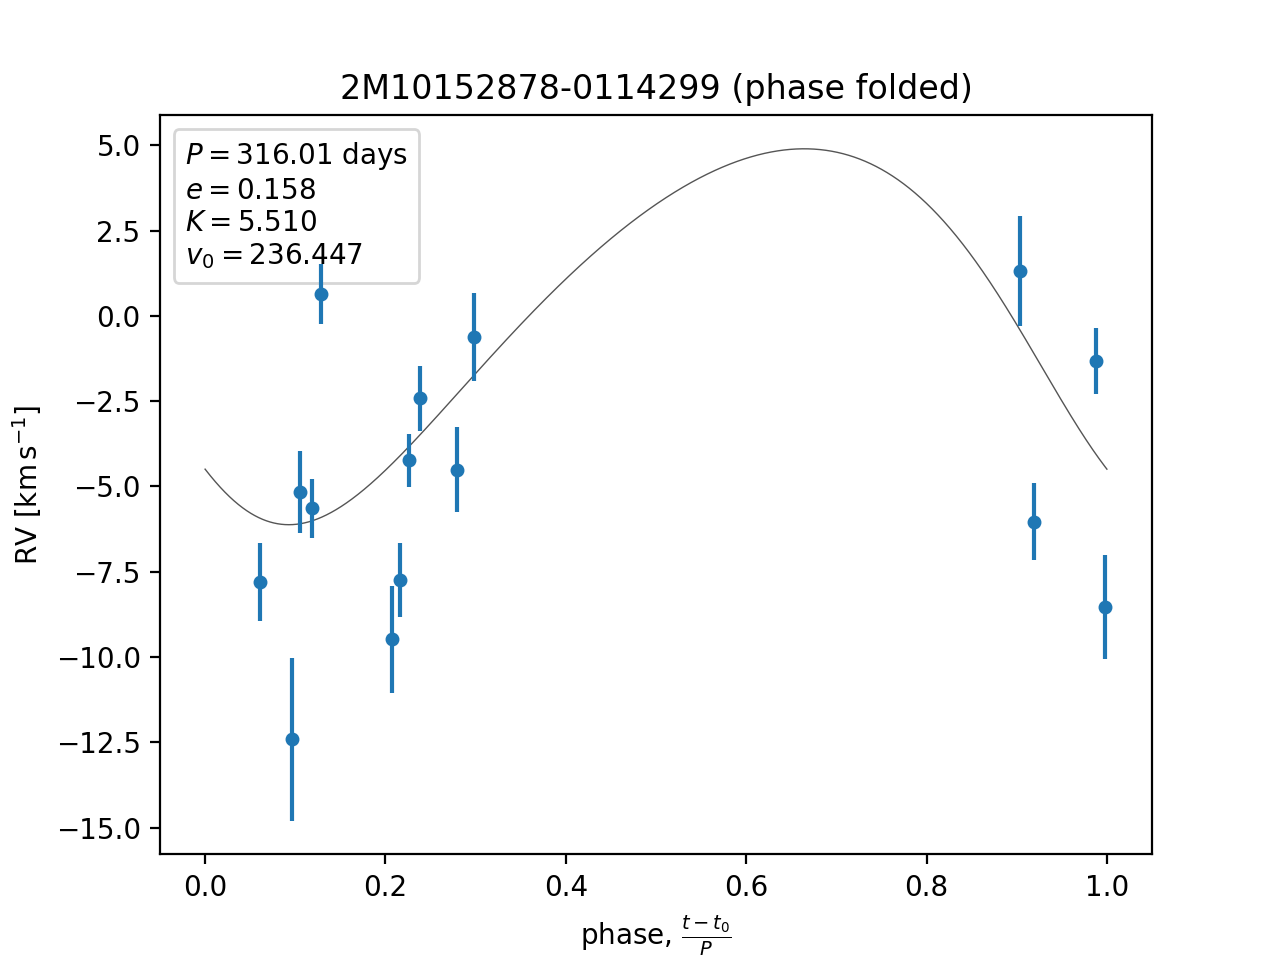 2M10152878-0114299 (phase folded)
P = 316.01 days
e = 0.158
K = 5.510
v₀ = 236.447
5.0
2.5
0.0
−2.5
−5.0
−7.5
−10.0
−12.5
−15.0
RV [km s⁻¹]
0.0 0.2 0.4 0.6 0.8 1.0
phase, (t − t₀)/P